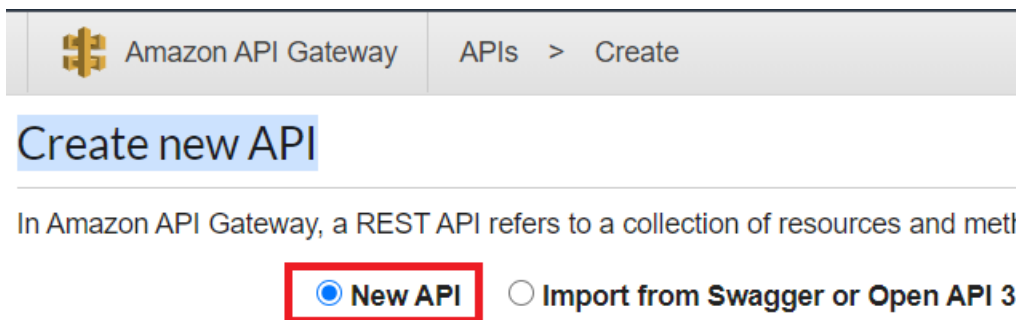 Amazon API Gateway APIs > Create
Create new API
In Amazon API Gateway, a REST API refers to a collection of resources and
New API Import from Swagger or Open API 3